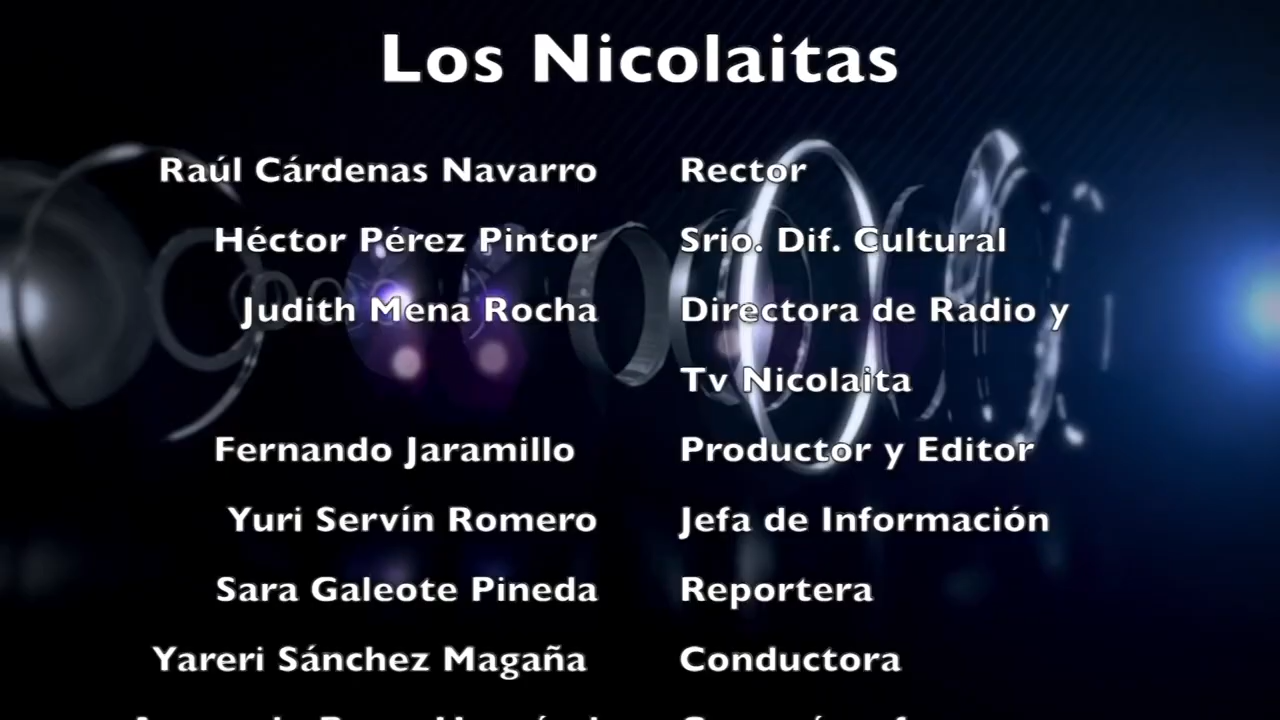 Los Nicolaitas
Raúl Cárdenas Navarro Rector
Héctor Pérez Pintor Srio. Dif. Cultural
Judith Mena Rocha Directora de Radio y
Tv Nicolaita
Fernando Jaramillo Productor y Editor
Yuri Servín Romero Jefa de Información
Sara Galeote Pineda Reportera
Yareri Sánchez Magaña Conductora